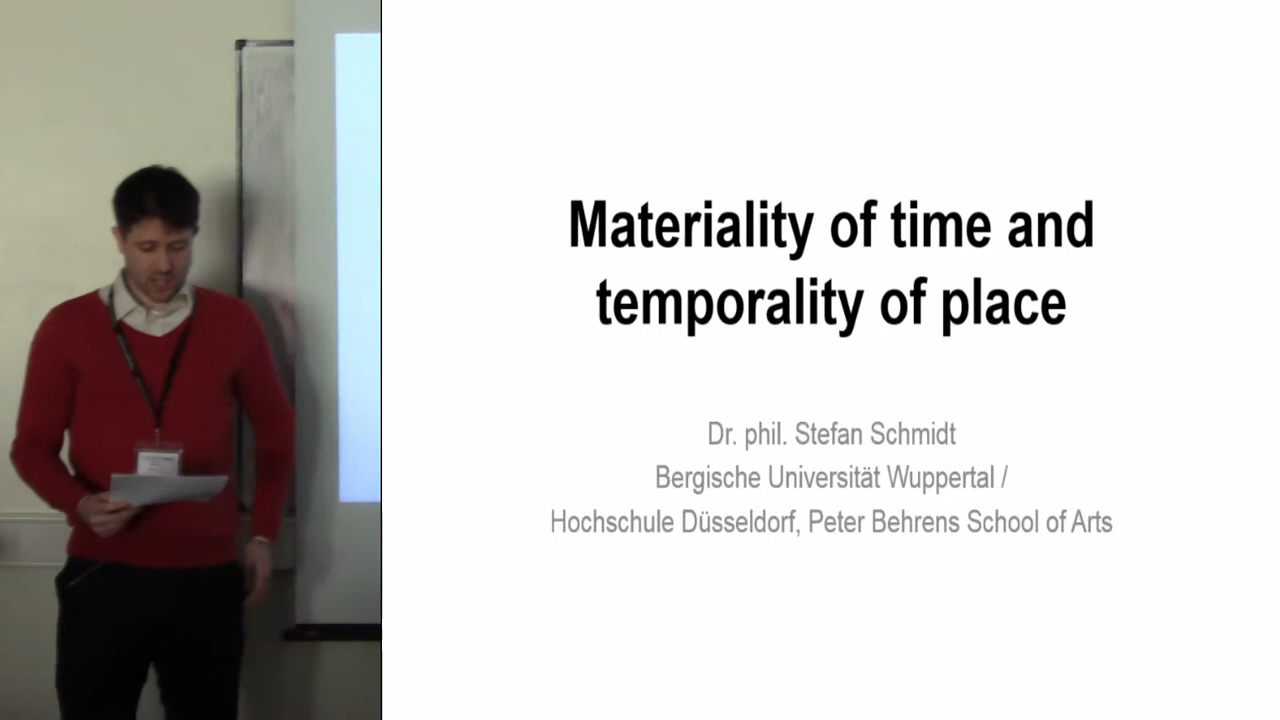 Materiality of time and
temporality of place
Dr. phil. Stefan Schmidt
Bergische Universität Wuppertal /
Hochschule Düsseldorf, Peter Behrens School of Arts